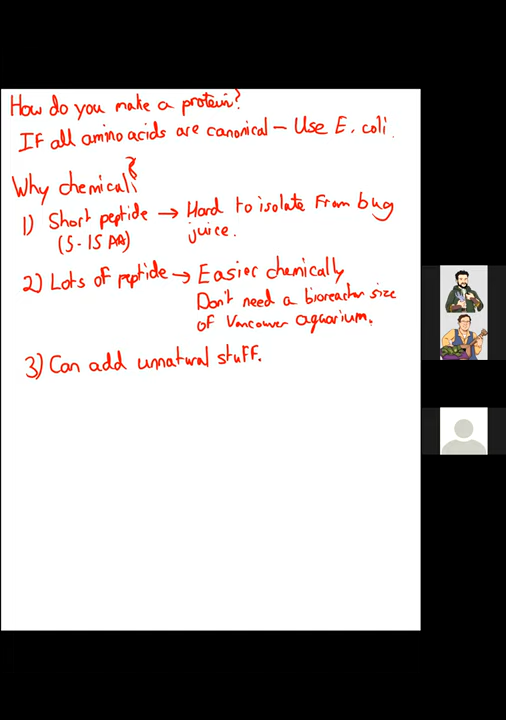 How do you make a protein?
IF all amino acids are canonical - Use E. coli.
Why chemical?
1) Short peptide → Hard to isolate from bug
(5-15 AA) juice.
2) Lots of peptide → Easier chemically
Don't need a bioreactor size
of Vancouver aquarium.
3) Can add unnatural stuff.